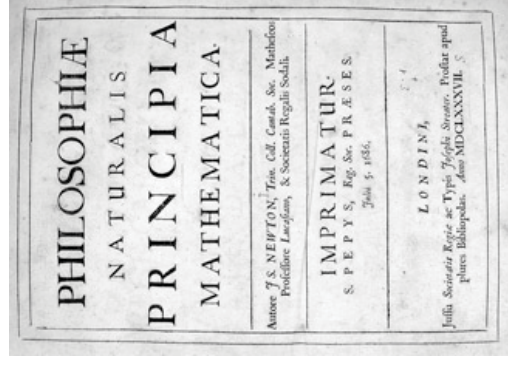 PHILOSOPHIÆ
NATURALIS
PRINCIPIA
MATHEMATICA.
Autore J S. NEWTON, Trin. Coll. Cantab. Soc. Matheseos
Professore Lucasiano, & Societatis Regalis Sodali.
IMPRIMATUR.
S. PEPYS, Reg. Soc. PRÆSES.
Julii 5. 1686.
LONDINI,
Jussu Societatis Regiæ ac Typis Josephi Streater. Prostat apud
plures Bibliopolas. Anno MDCLXXXVII.